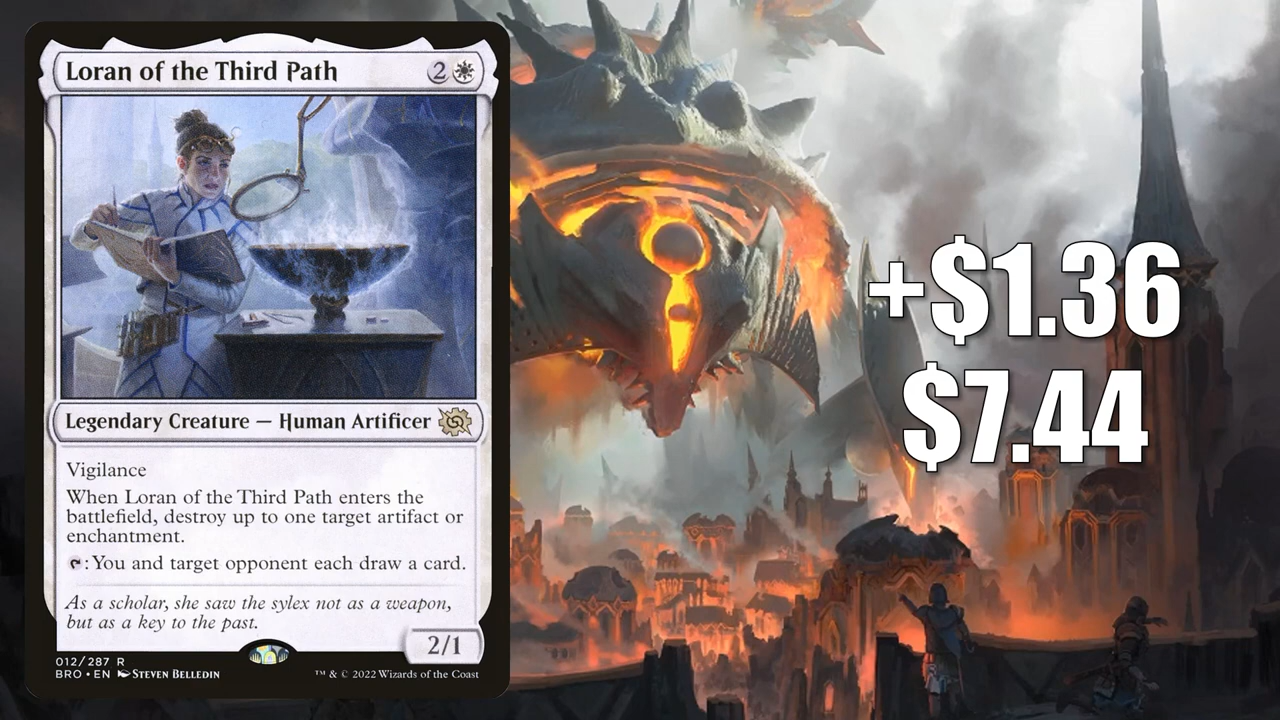 Loran of the Third Path 2
Legendary Creature — Human Artificer
Vigilance
When Loran of the Third Path enters the
battlefield, destroy up to one target artifact or
enchantment.
: You and target opponent each draw a card.
As a scholar, she saw the sylex not as a weapon,
but as a key to the past.
2/1
012/287 R
BRO • EN Steven Belledin
™ & © 2022 Wizards of the Coast
+$1.36
$7.44